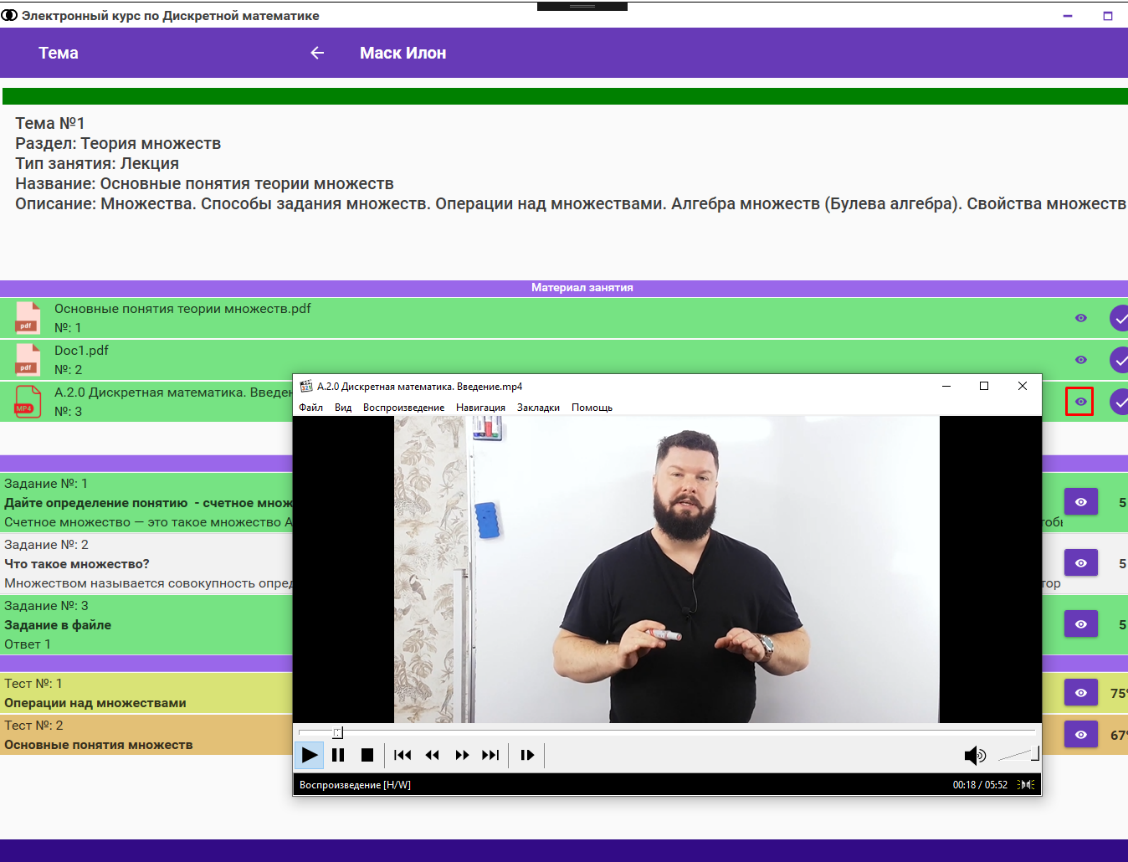 Электронный курс по Дискретной математике
Тема
Маск Илон
Тема №1
Раздел: Теория множеств
Тип занятия: Лекция
Название: Основные понятия теории множеств
Описание: Множества. Способы задания множеств. Операции над множествами. Алгебра множеств (Булева алгебра). Свойства множеств
Материал занятия
pdf
Основные понятия теории множеств.pdf
№: 1
pdf
Doc1.pdf
№: 2
MP4
А.2.0 Дискретная математика. Введен
№: 3
А.2.0 Дискретная математика. Введение.mp4
Файл Вид Воспроизведение Навигация Закладки Помощь
Задание №: 1
Дайте определение понятию - счетное множ
5
Счетное множество — это такое множество А
тобы
Задание №: 2
Что такое множество?
5
Множеством называется совокупность опред
тор
Задание №: 3
Задание в файле
5
Ответ 1
Тест №: 1
Операции над множествами
75%
Тест №: 2
Основные понятия множеств
67%
Воспроизведение [H/W]
00:18 / 05:52